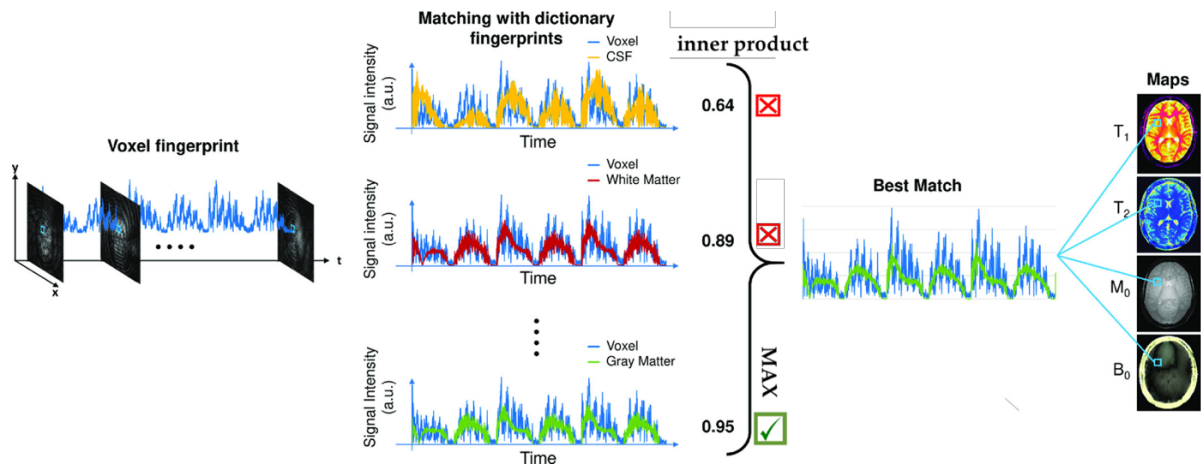 Voxel fingerprint
y
x
t
Matching with dictionary
fingerprints
Voxel
CSF
Signal intensity
(a.u.)
Time
Voxel
White Matter
Signal intensity
(a.u.)
Time
Voxel
Gray Matter
Signal Intensity
(a.u.)
Time
inner product
0.64
0.89
0.95
MAX
Best Match
Maps
T1
T2
M0
B0